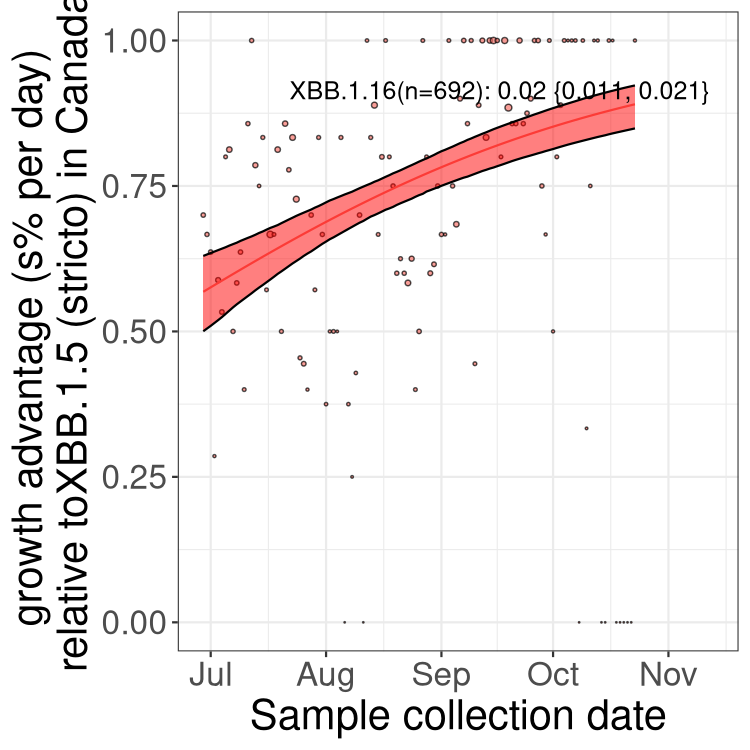 growth advantage (s% per day)
relative toXBB.1.5 (stricto) in Canada
1.00
0.75
0.50
0.25
0.00
XBB.1.16(n=692): 0.02 {0.011, 0.021}
Jul Aug Sep Oct Nov
Sample collection date